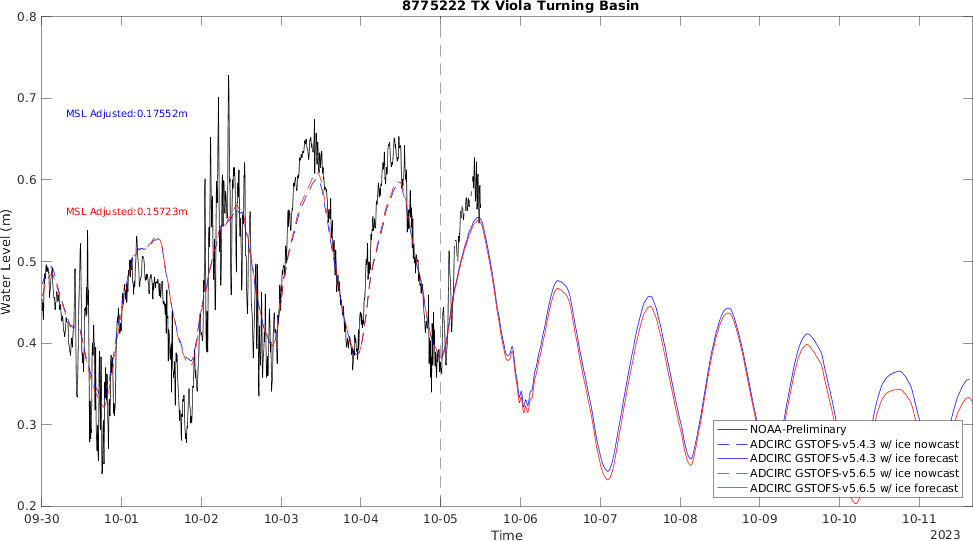 8775222 TX Viola Turning Basin
Water Level (m)
0.8
0.7
0.6
0.5
0.4
0.3
0.2
MSL Adjusted:0.17552m
MSL Adjusted:0.15723m
NOAA-Preliminary
ADCIRC GSTOFS-v5.4.3 w/ ice nowcast
ADCIRC GSTOFS-v5.4.3 w/ ice forecast
ADCIRC GSTOFS-v5.6.5 w/ ice nowcast
ADCIRC GSTOFS-v5.6.5 w/ ice forecast
09-30 10-01 10-02 10-03 10-04 10-05 10-06 10-07 10-08 10-09 10-10 10-11
Time
2023